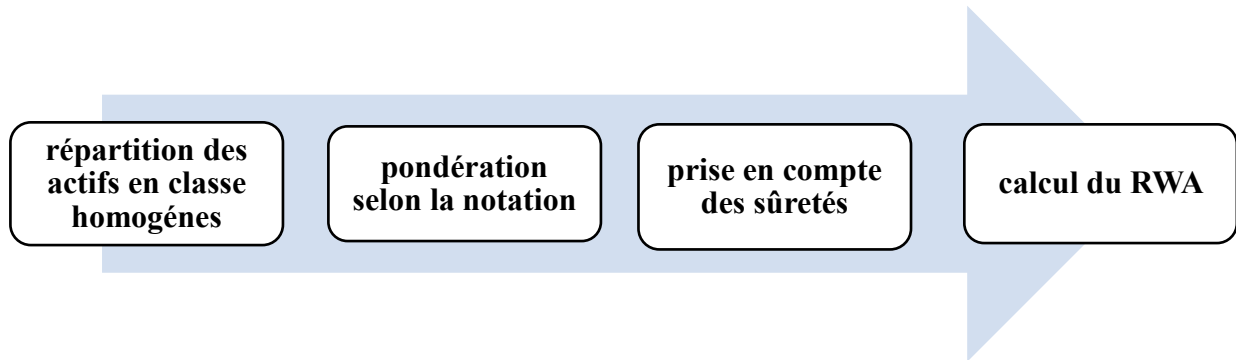 répartition des
actifs en classe
homogénes
pondération
selon la notation
prise en compte
des sûretés
calcul du RWA